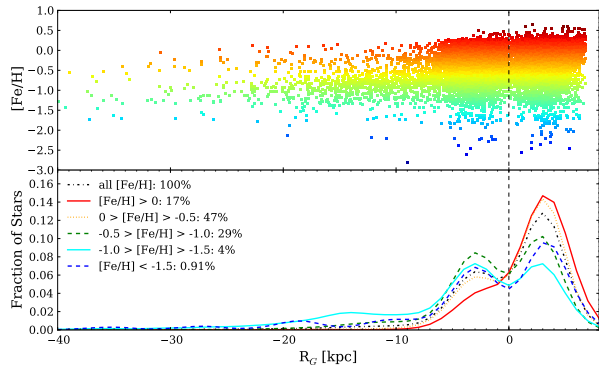 1.0
0.5
0.0
−0.5
−1.0
−1.5
−2.0
−2.5
−3.0
[Fe/H]
0.16
0.14
0.12
0.10
0.08
0.06
0.04
0.02
0.00
Fraction of Stars
all [Fe/H]: 100%
[Fe/H] > 0: 17%
0 > [Fe/H] > -0.5: 47%
-0.5 > [Fe/H] > -1.0: 29%
-1.0 > [Fe/H] > -1.5: 4%
[Fe/H] < -1.5: 0.91%
−40 −30 −20 −10 0
R_G [kpc]